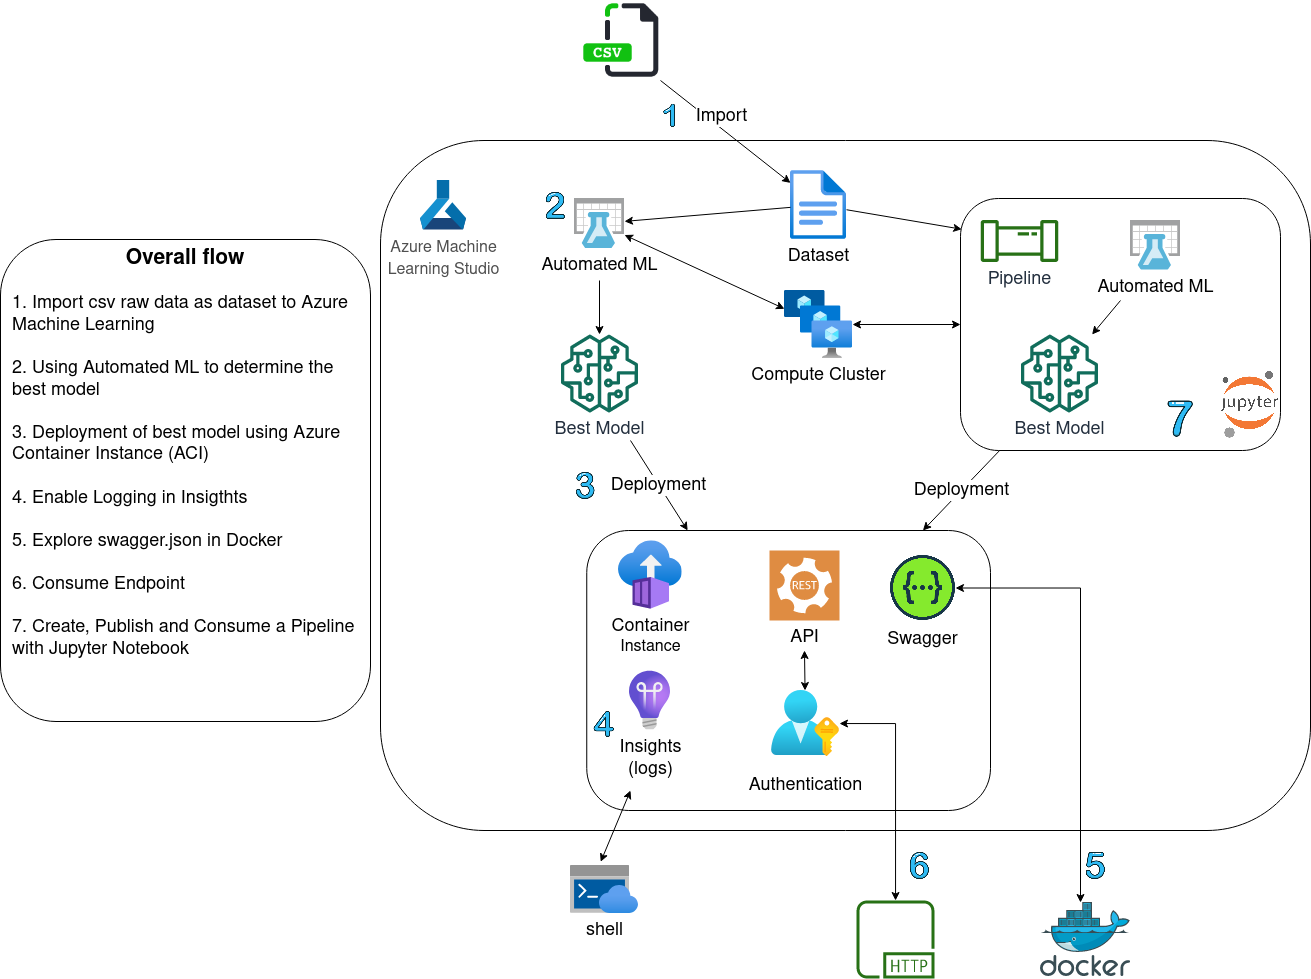 CSV
1
Import
Azure Machine
Learning Studio
2
Automated ML
Dataset
Pipeline
Automated ML
Compute Cluster
Best Model
Best Model
7
jupyter
Overall flow
1. Import csv raw data as dataset to Azure
Machine Learning
2. Using Automated ML to determine the
best model
3. Deployment of best model using Azure
Container Instance (ACI)
4. Enable Logging in Insigthts
5. Explore swagger.json in Docker
6. Consume Endpoint
7. Create, Publish and Consume a Pipeline
with Jupyter Notebook
3
Deployment
Deployment
REST
{···}
Container
Instance
API
Swagger
4
Insights
(logs)
Authentication
6
5
>_
shell
HTTP
docker